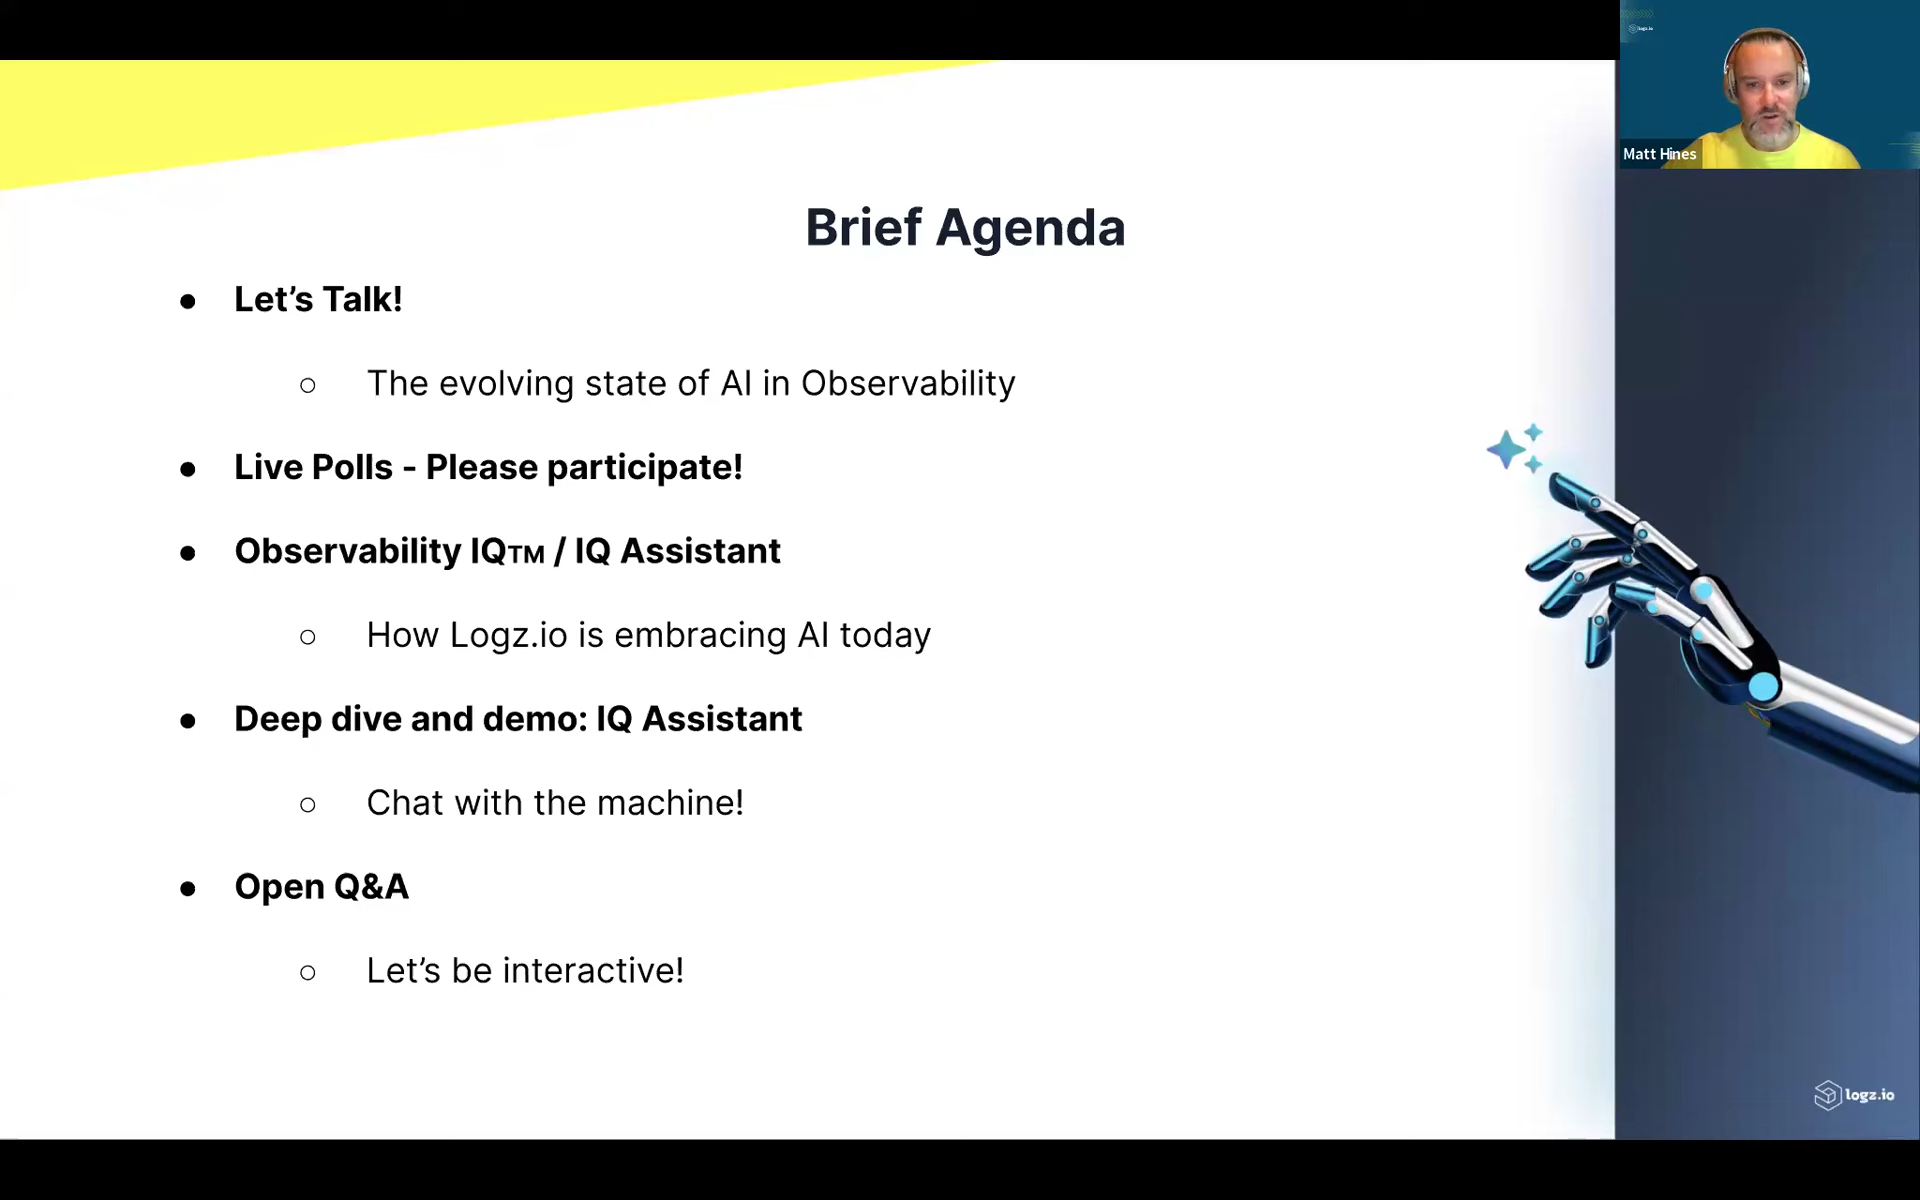 logz.io
Matt Hines
Brief Agenda
● Let’s Talk!
○ The evolving state of AI in Observability
● Live Polls - Please participate!
● Observability IQTM / IQ Assistant
○ How Logz.io is embracing AI today
● Deep dive and demo: IQ Assistant
○ Chat with the machine!
● Open Q&A
○ Let’s be interactive!
logz.io